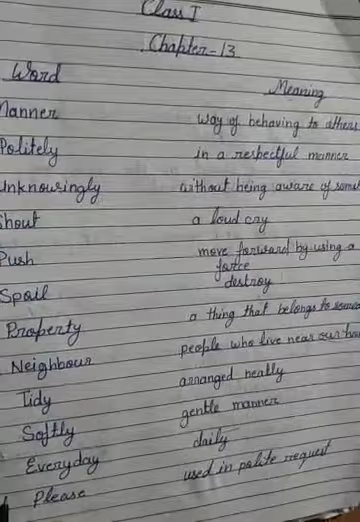 Class I
Chapter-13
Word Meaning
Manner way of behaving to others
Politely in a respectful manner
Unknowingly without being aware of
Shout a loud cry
Push move forward by using a
force
Spoil destroy
Property a thing that belongs to
Neighbour people who live near our
Tidy arranged neatly
Softly gentle manner
Everyday daily
Please used in polite request